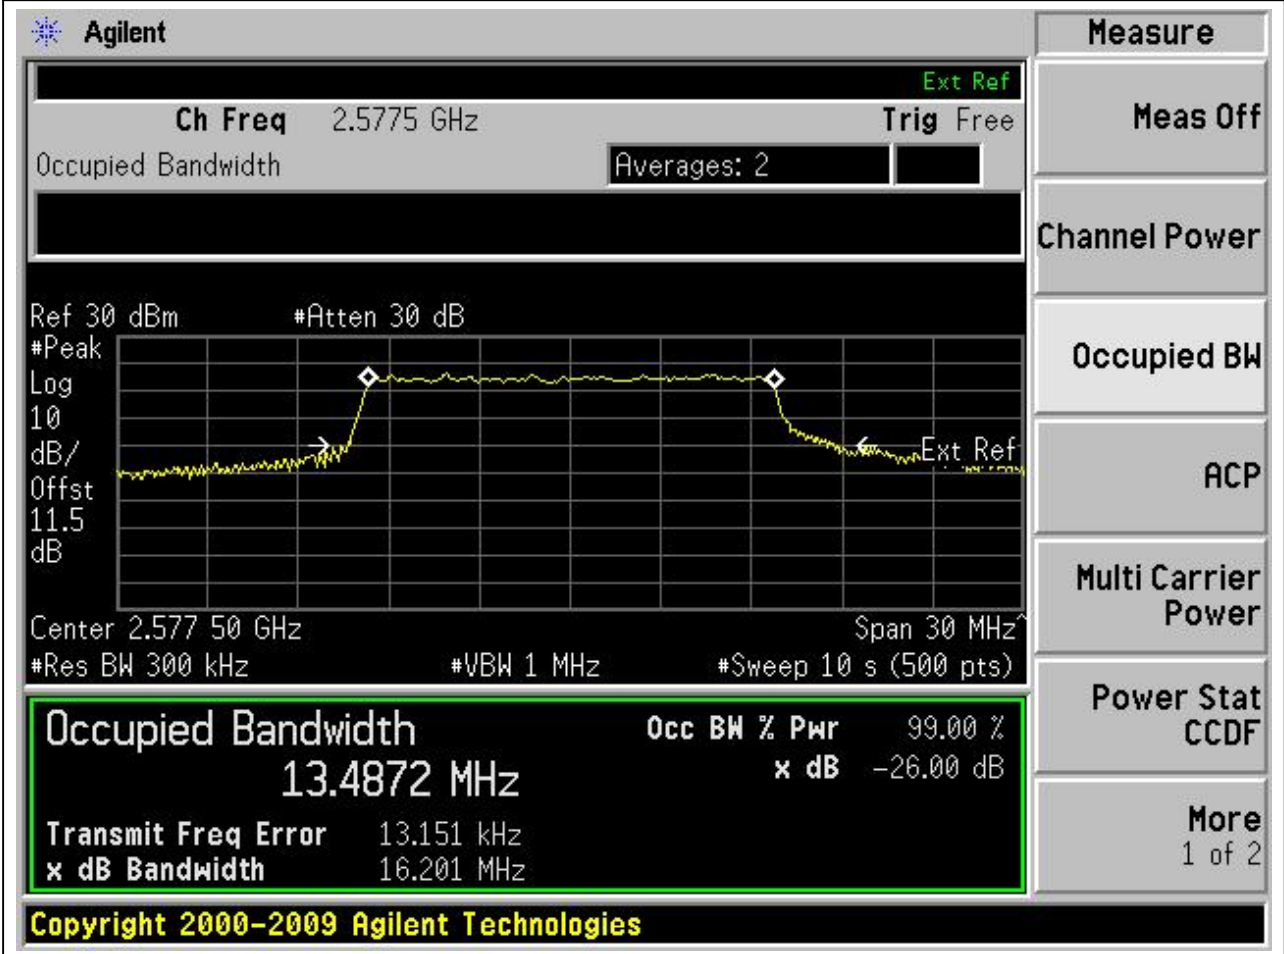 Agilent
Measure
Ext Ref
Ch Freq 2.5775 GHz Trig Free
Meas Off
Occupied Bandwidth Averages: 2
Channel Power
Ref 30 dBm #Atten 30 dB
#Peak
Log
10
dB/
Offst
11.5
dB
Ext Ref
Occupied BW
ACP
Center 2.577 50 GHz Span 30 MHz^
#Res BW 300 kHz #VBW 1 MHz #Sweep 10 s (500 pts)
Multi Carrier
Power
Occupied Bandwidth Occ BW % Pwr 99.00 %
13.4872 MHz x dB -26.00 dB
Transmit Freq Error 13.151 kHz
x dB Bandwidth 16.201 MHz
Power Stat
CCDF
More
1 of 2
Copyright 2000-2009 Agilent Technologies